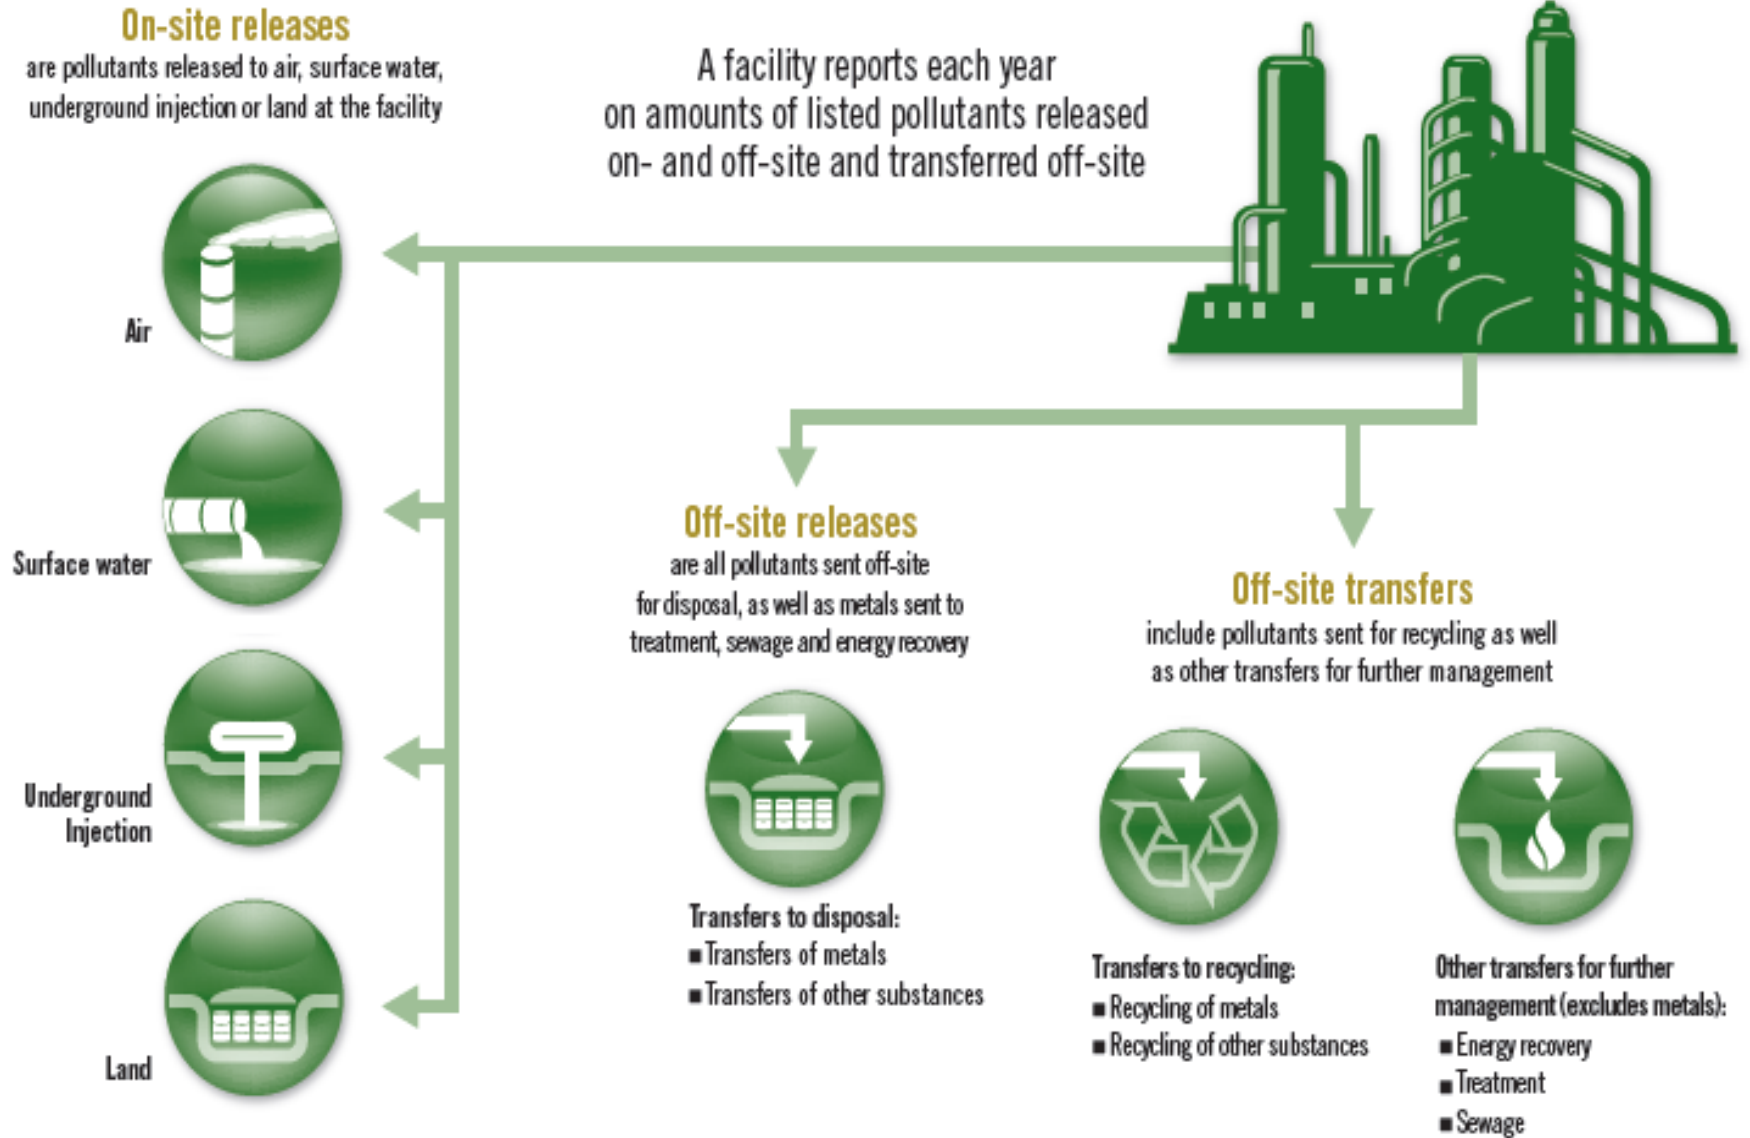 On-site releases
are pollutants released to air, surface water,
underground injection or land at the facility
A facility reports each year
on amounts of listed pollutants released
on- and off-site and transferred off-site
Air
Surface water
Underground
Injection
Land
Off-site releases
are all pollutants sent off-site
for disposal, as well as metals sent to
treatment, sewage and energy recovery
Transfers to disposal:
■ Transfers of metals
■ Transfers of other substances
Off-site transfers
include pollutants sent for recycling as well
as other transfers for further management
Transfers to recycling:
■ Recycling of metals
■ Recycling of other substances
Other transfers for further
management (excludes metals):
■ Energy recovery
■ Treatment
■ Sewage